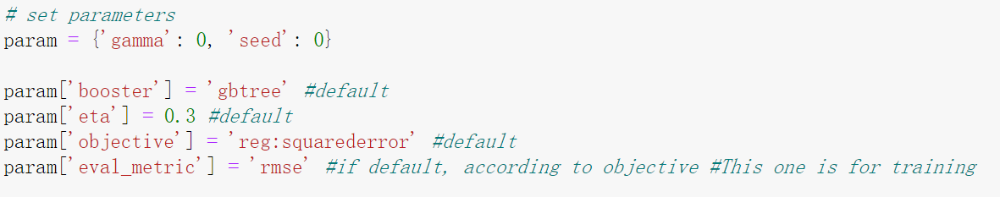 # set parameters
param = {'gamma': 0, 'seed': 0}
param['booster'] = 'gbtree' #default
param['eta'] = 0.3 #default
param['objective'] = 'reg:squarederror' #default
param['eval_metric'] = 'rmse' #if default, according to objective #This one is for training